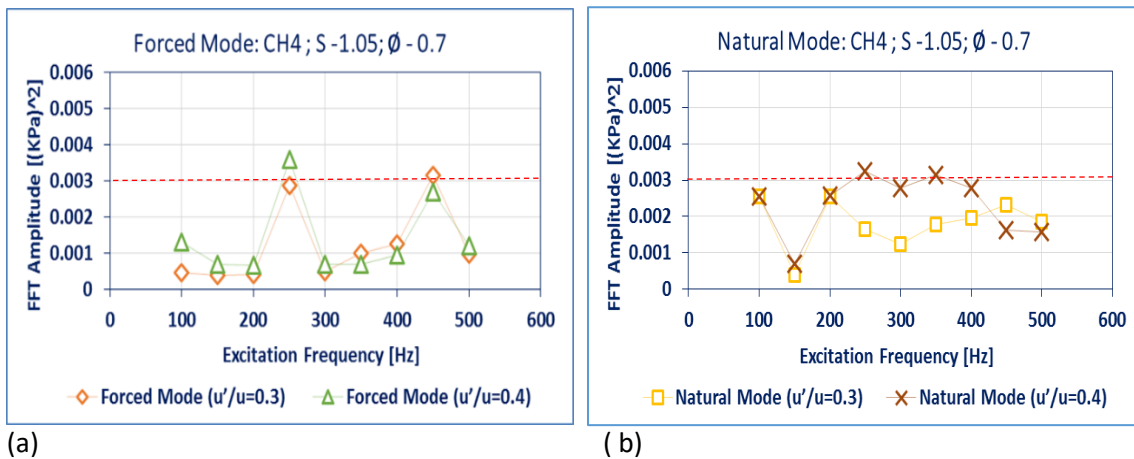 Forced Mode: CH4 ; S -1.05; Ø - 0.7
FFT Amplitude [(KPa)^2]
0.006
0.005
0.004
0.003
0.002
0.001
0
0 100 200 300 400 500 600
Excitation Frequency [Hz]
Forced Mode (u'/u=0.3) Forced Mode (u'/u=0.4)
(a)
Natural Mode: CH4 ; S -1.05; Ø - 0.7
FFT Amplitude [(KPa)^2]
0.006
0.005
0.004
0.003
0.002
0.001
0
0 100 200 300 400 500 600
Excitation Frequency [Hz]
Natural Mode (u'/u=0.3) Natural Mode (u'/u=0.4)
( b)